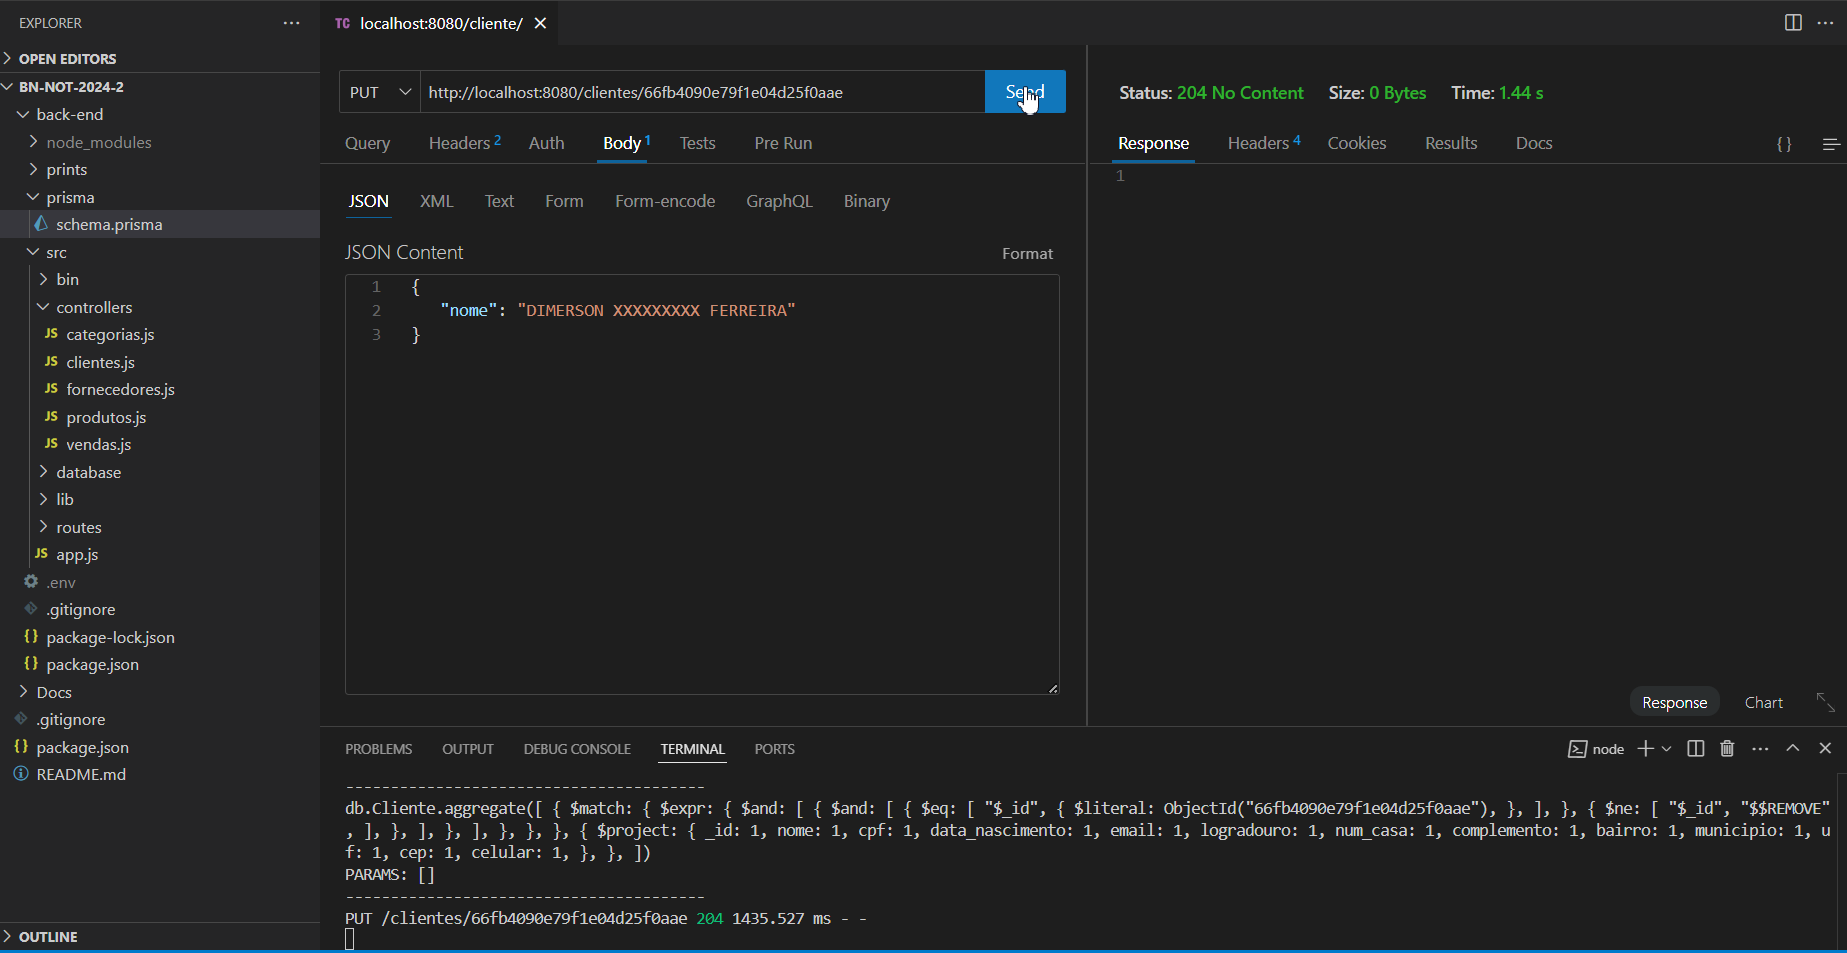 EXPLORER
OPEN EDITORS
BN-NOT-2024-2
back-end
node_modules
prints
prisma
schema.prisma
src
bin
controllers
JS categorias.js
JS clientes.js
JS fornecedores.js
JS produtos.js
JS vendas.js
database
lib
routes
JS app.js
.env
.gitignore
{} package-lock.json
{} package.json
Docs
.gitignore
{} package.json
README.md
OUTLINE
TC localhost:8080/cliente/
PUT http://localhost:8080/clientes/66fb4090e79f1e04d25f0aae Send
Query Headers 2 Auth Body 1 Tests Pre Run
JSON XML Text Form Form-encode GraphQL Binary
JSON Content Format
1 {
2 "nome": "DIMERSON XXXXXXXXX FERREIRA"
3 }
Status: 204 No Content Size: 0 Bytes Time: 1.44 s
Response Headers 4 Cookies Results Docs {}
1
Response Chart
PROBLEMS OUTPUT DEBUG CONSOLE TERMINAL PORTS node
----------------------------------------
db.Cliente.aggregate([ { $match: { $expr: { $and: [ { $and: [ { $eq: [ "$_id", { $literal: ObjectId("66fb4090e79f1e04d25f0aae"), }, ], }, { $ne: [ "$_id", "$$REMOVE"
, ], }, ], }, ], }, }, }, { $project: { _id: 1, nome: 1, cpf: 1, data_nascimento: 1, email: 1, logradouro: 1, num_casa: 1, complemento: 1, bairro: 1, municipio: 1, u
f: 1, cep: 1, celular: 1, }, }, ])
PARAMS: []
----------------------------------------
PUT /clientes/66fb4090e79f1e04d25f0aae 204 1435.527 ms - -